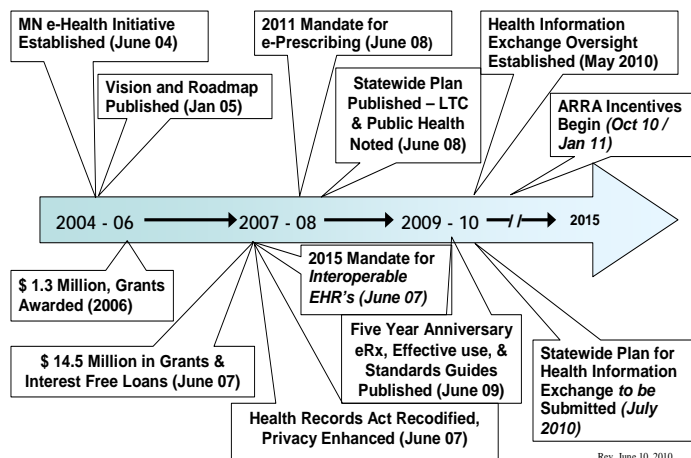 MN e-Health Initiative
Established (June 04)
Vision and Roadmap
Published (Jan 05)
2011 Mandate for
e-Prescribing (June 08)
Statewide Plan
Published – LTC
& Public Health
Noted (June 08)
Health Information
Exchange Oversight
Established (May 2010)
ARRA Incentives
Begin (Oct 10 /
Jan 11)
2004 - 06
2007 - 08
2009 - 10
2015
$ 1.3 Million, Grants
Awarded (2006)
$ 14.5 Million in Grants &
Interest Free Loans (June 07)
2015 Mandate for
Interoperable
EHR's (June 07)
Health Records Act Recodified,
Privacy Enhanced (June 07)
Five Year Anniversary
eRx, Effective use, &
Standards Guides
Published (June 09)
Statewide Plan for
Health Information
Exchange to be
Submitted (July
2010)
Rev. June 10, 2010